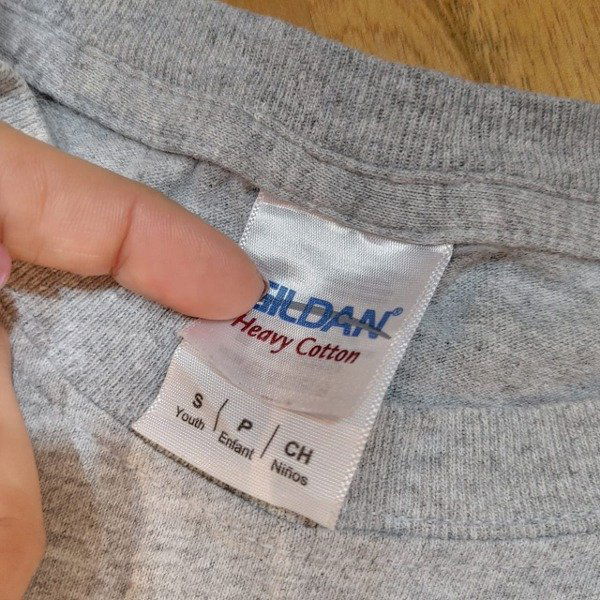 GILDAN®
Heavy Cotton
S / P / CH
Youth Enfant Niños